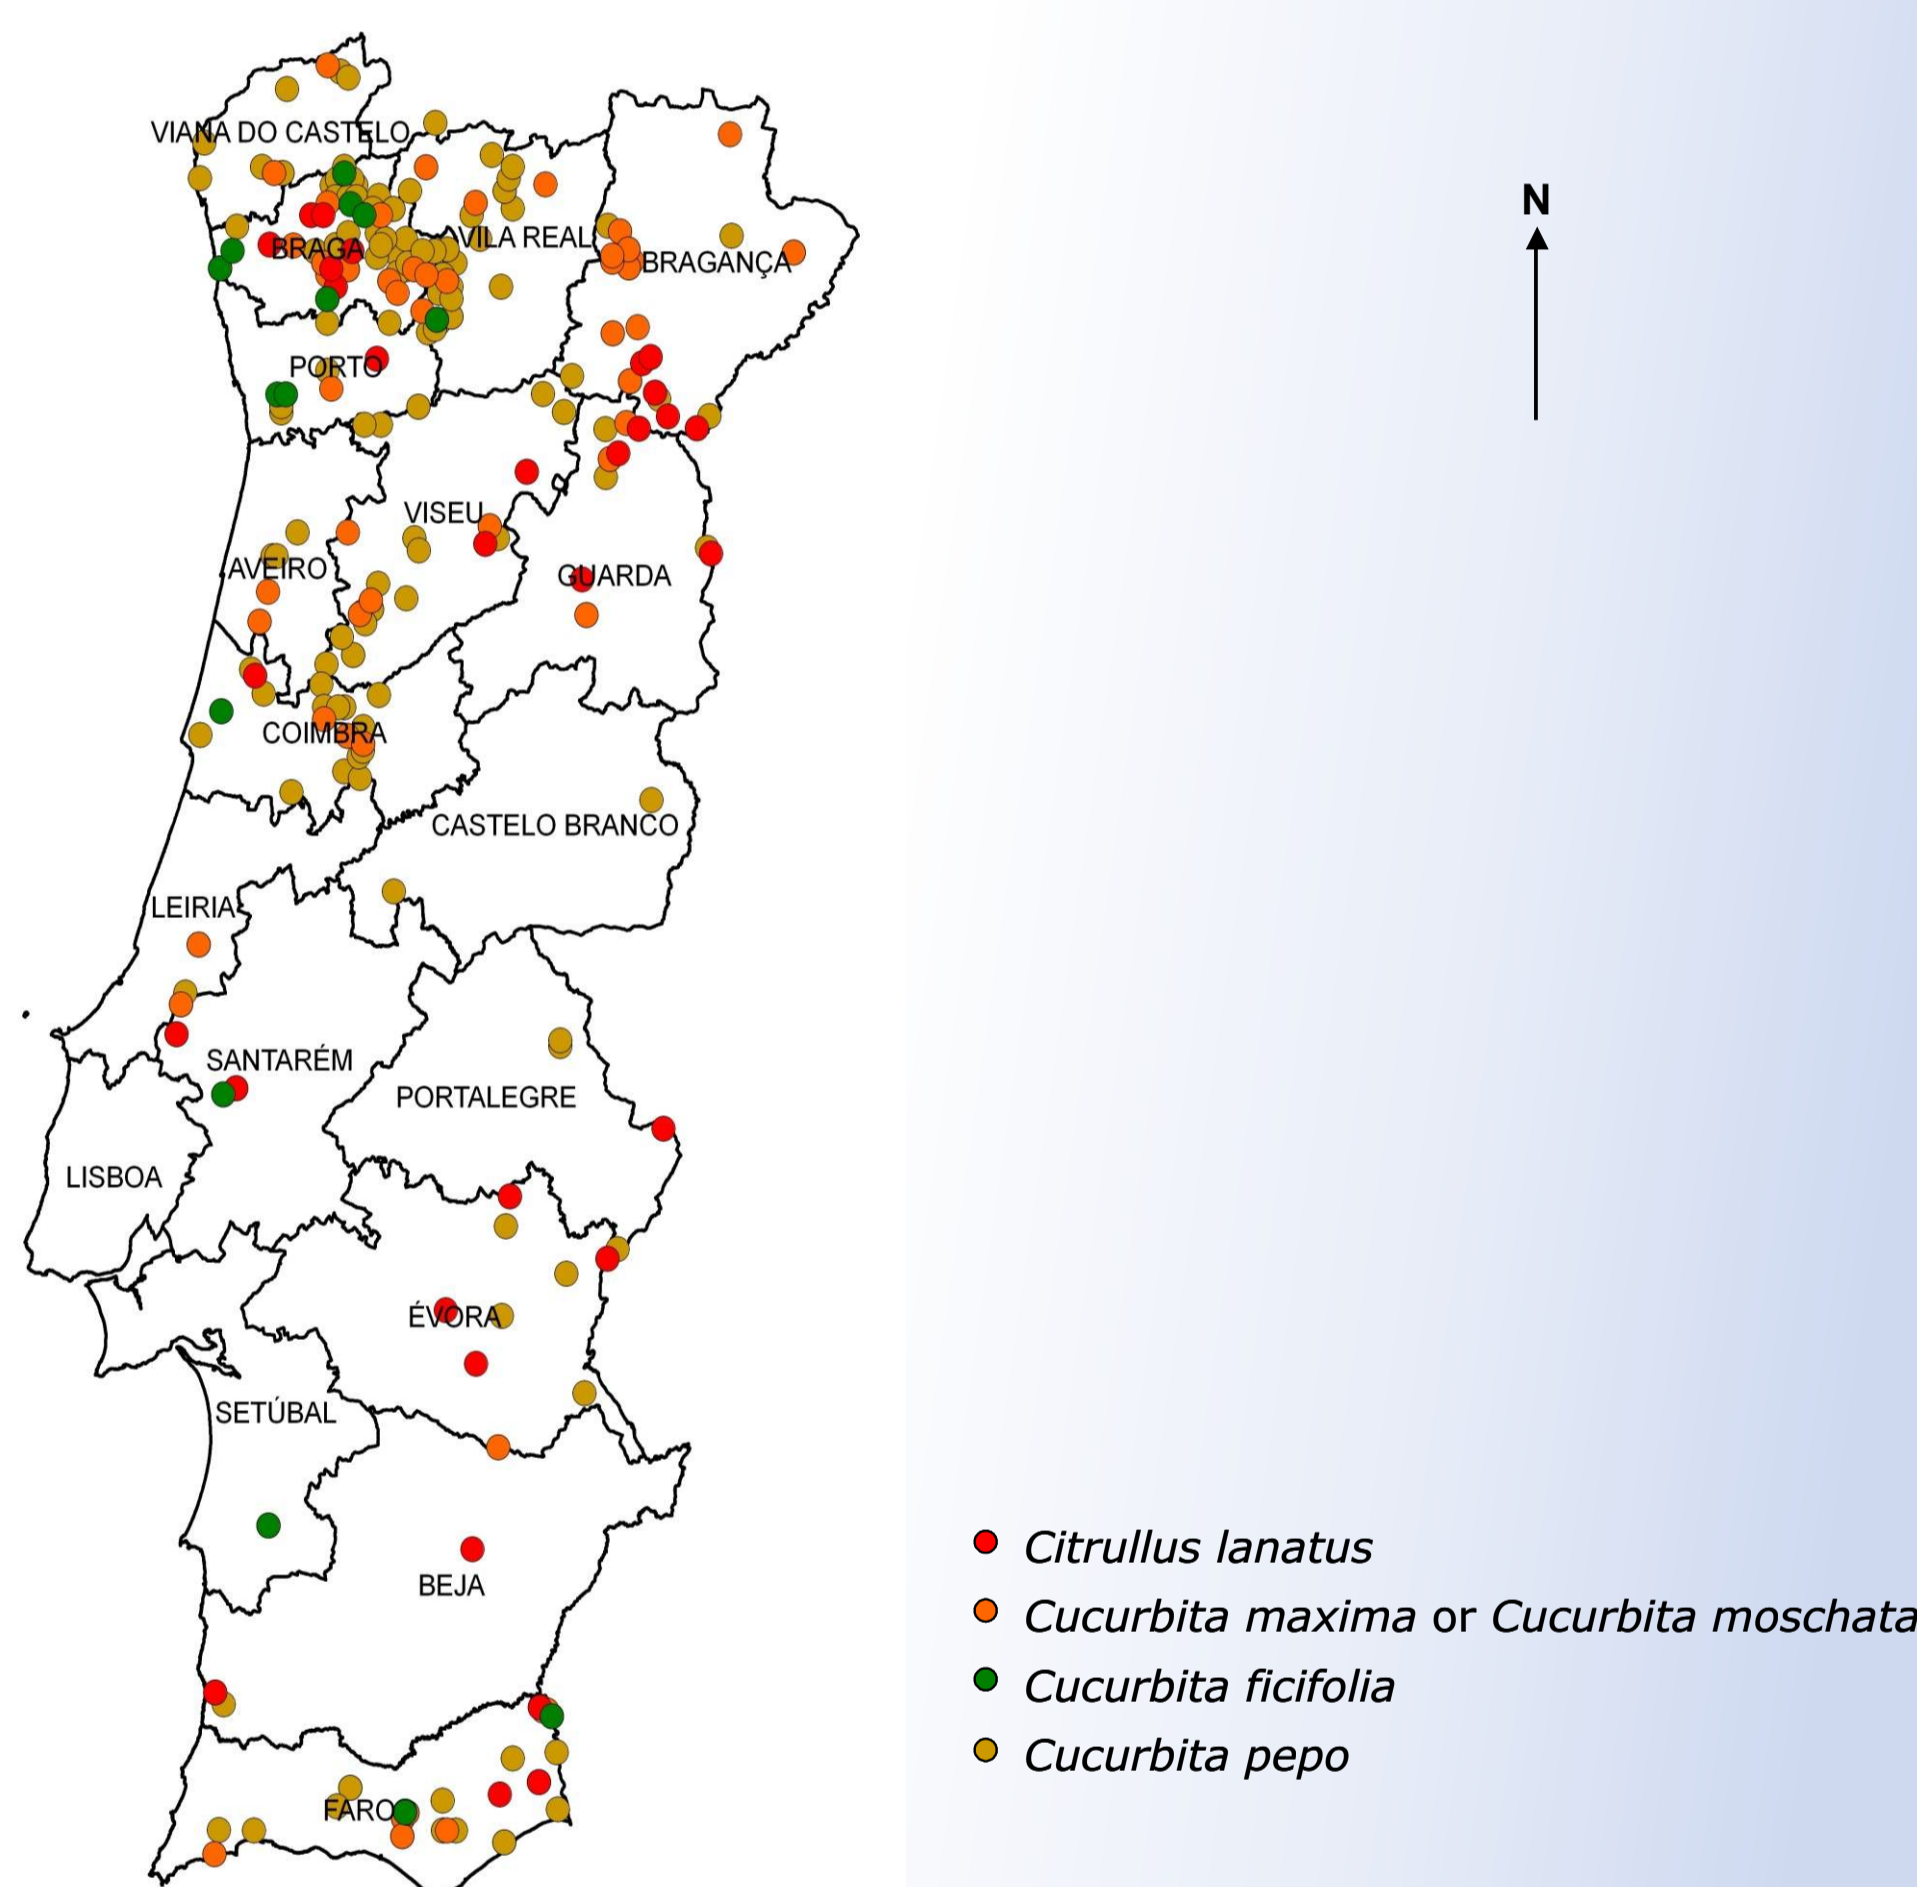 VIANA DO CASTELO
N
BRAGA
VILA REAL
BRAGANÇA
PORTO
VISEU
AVEIRO
GUARDA
COIMBRA
CASTELO BRANCO
LEIRIA
SANTARÉM
PORTALEGRE
LISBOA
ÉVORA
SETÚBAL
BEJA
FARO
Citrullus lanatus
Cucurbita maxima or Cucurbita moschata
Cucurbita ficifolia
Cucurbita pepo